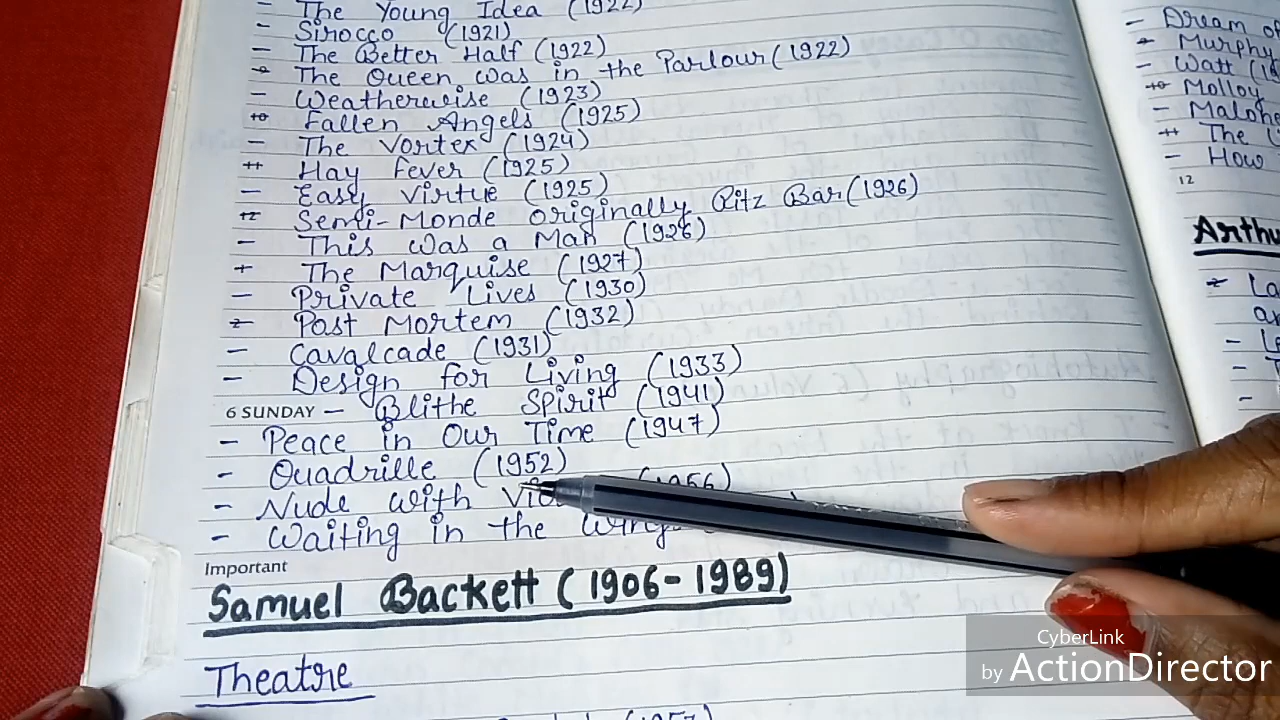 - The Young Idea (1922)
- Sirocco (1921)
- The Better Half (1922)
- The Queen was in the Parlour (1922)
- Weatherwise (1923)
- Fallen Angels (1925)
- The Vortex (1924)
- Hay Fever (1925)
- Easy Virtue (1925)
- Semi-Monde originally Ritz Bar (1926)
- This was a Man (1926)
- The Marquise (1927)
- Private Lives (1930)
- Post Mortem (1932)
- Cavalcade (1931)
- Design for Living (1933)
6 SUNDAY - Blithe Spirit (1941)
- Peace in Our Time (1947)
- Quadrille (1952)
- Nude with (1956)
- Waiting in the
Important
Samuel Backett (1906-1989)
Theatre
- Dream of
- Murphy
- Watt
- Molloy
- Malone
- The
- How
12
Arthu
CyberLink
by ActionDirector